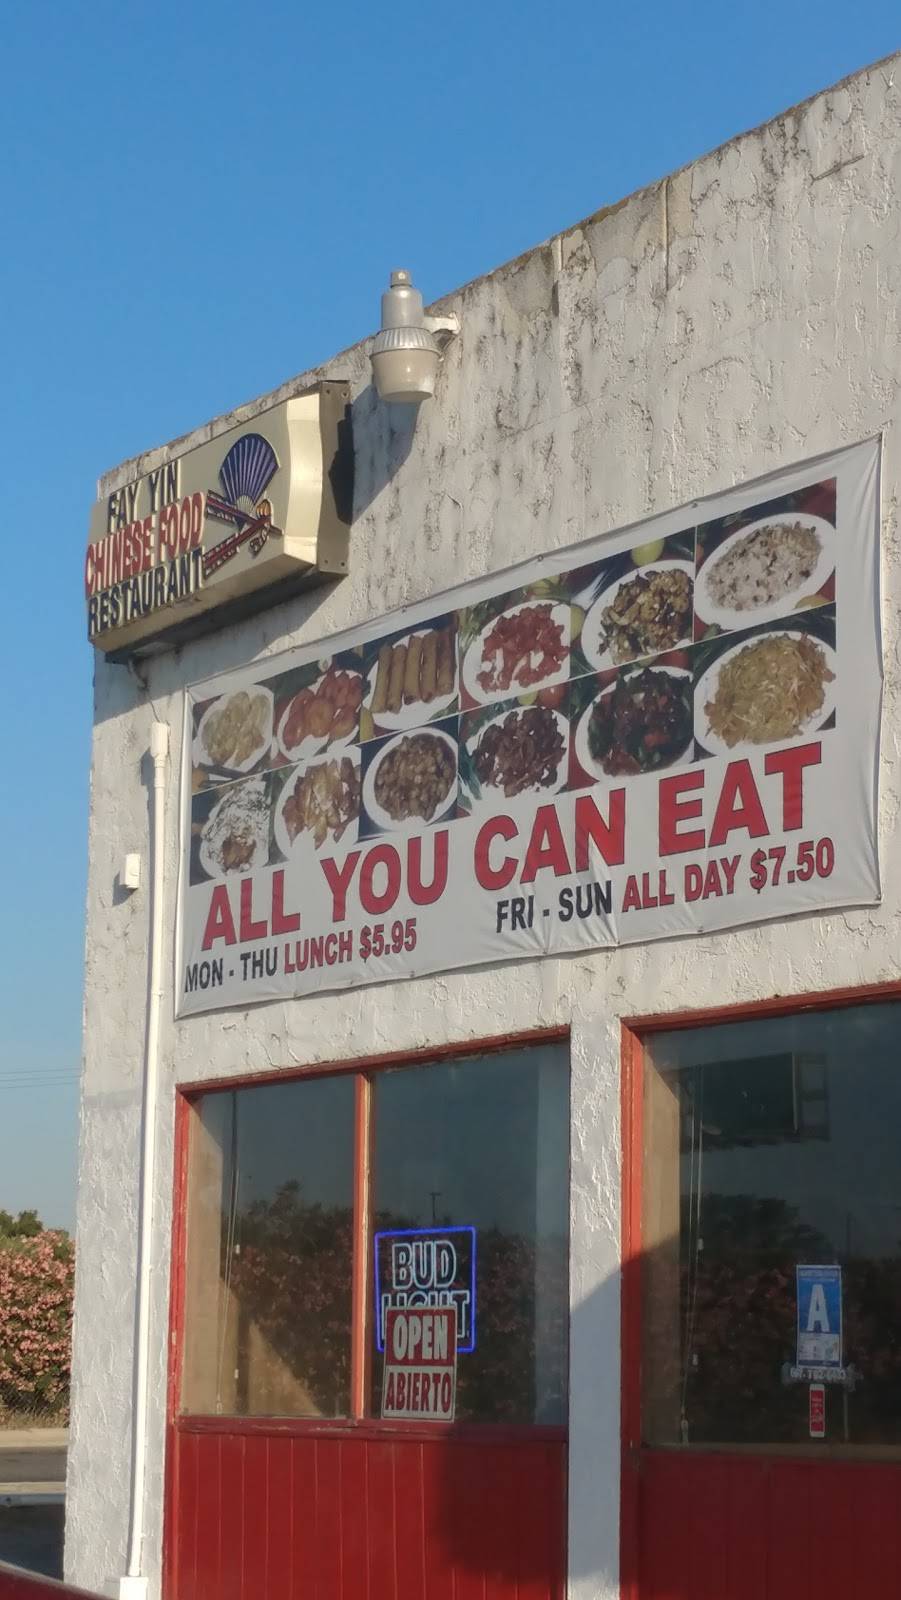 FAY YIN
CHINESE FOOD
RESTAURANT
ALL YOU CAN EAT
MON - THU LUNCH $5.95
FRI - SUN ALL DAY $7.50
BUD
LIGHT
OPEN
ABIERTO
A